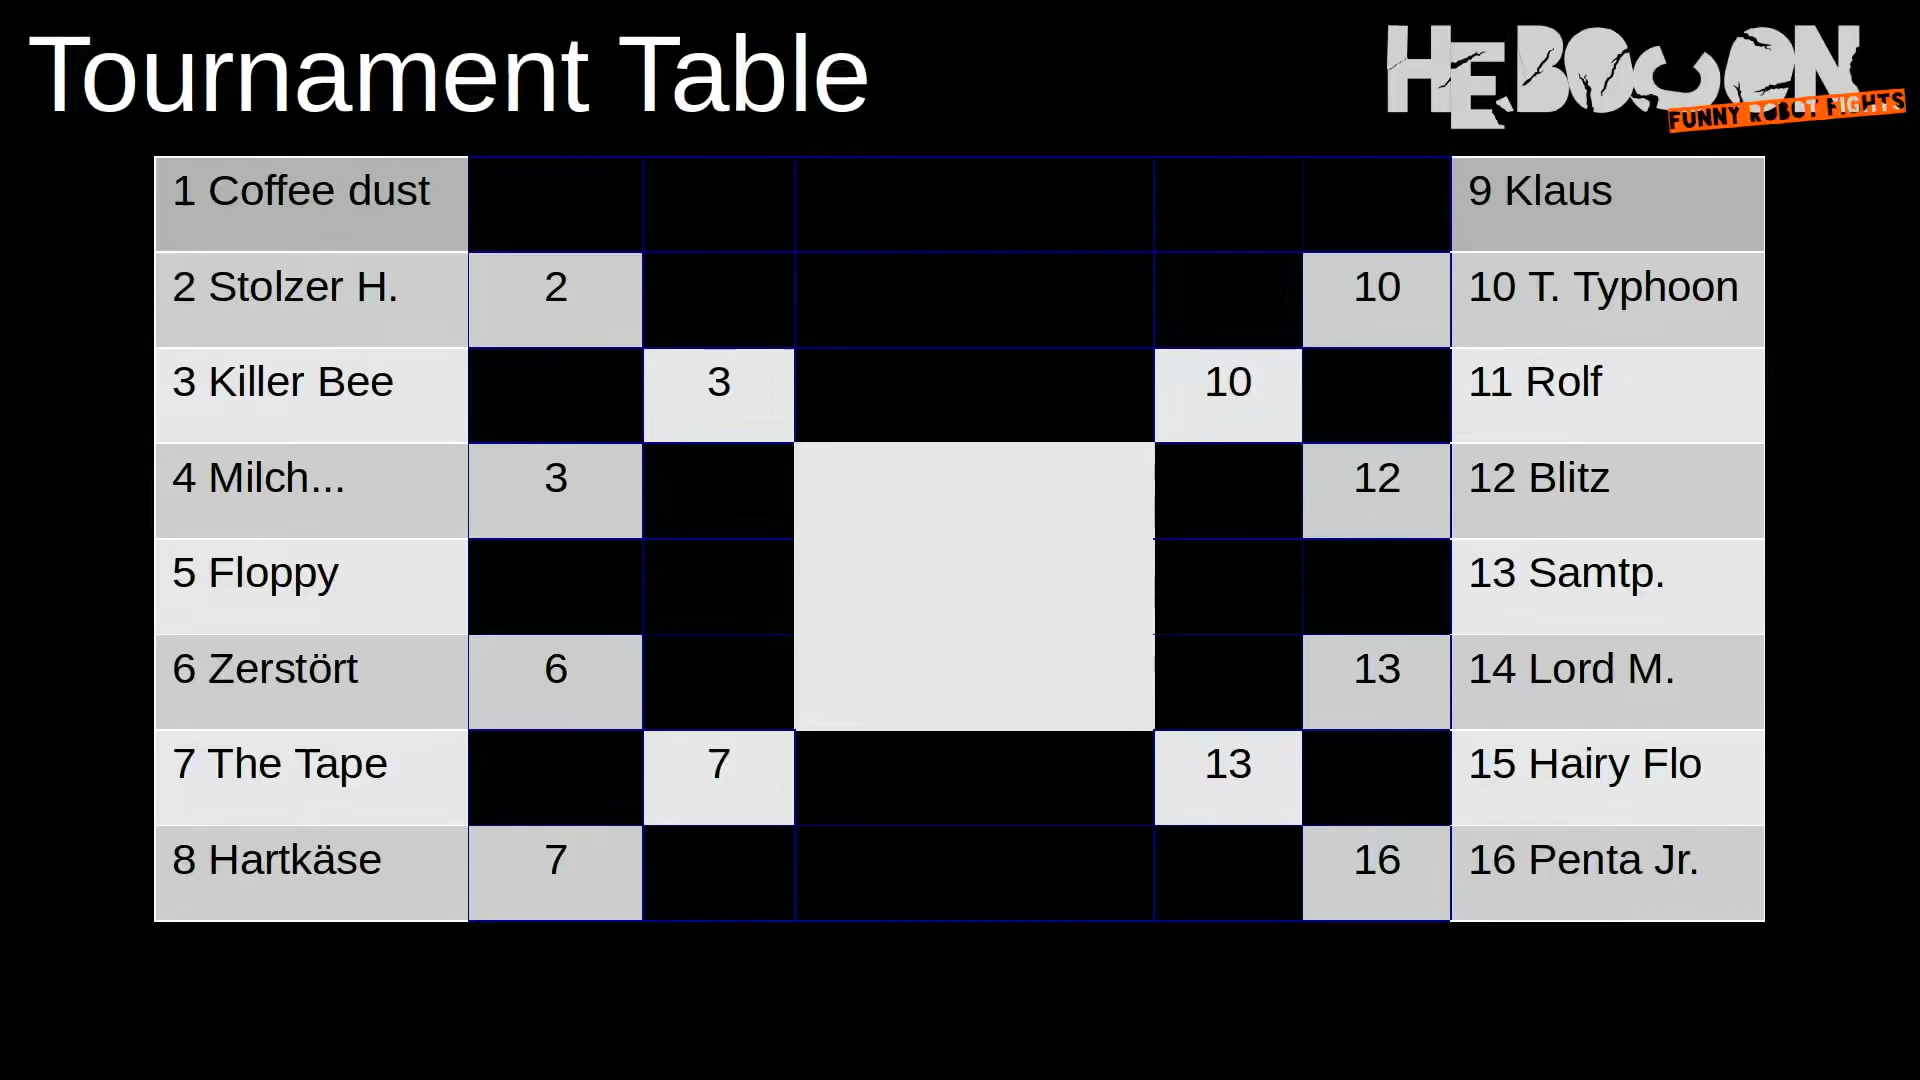 Tournament Table
HEBOCON
FUNNY ROBOT FIGHTS
1 Coffee dust
9 Klaus
2 Stolzer H.
2
10
10 T. Typhoon
3 Killer Bee
3
10
11 Rolf
4 Milch...
3
12
12 Blitz
5 Floppy
13 Samtp.
6 Zerstört
6
13
14 Lord M.
7 The Tape
7
13
15 Hairy Flo
8 Hartkäse
7
16
16 Penta Jr.